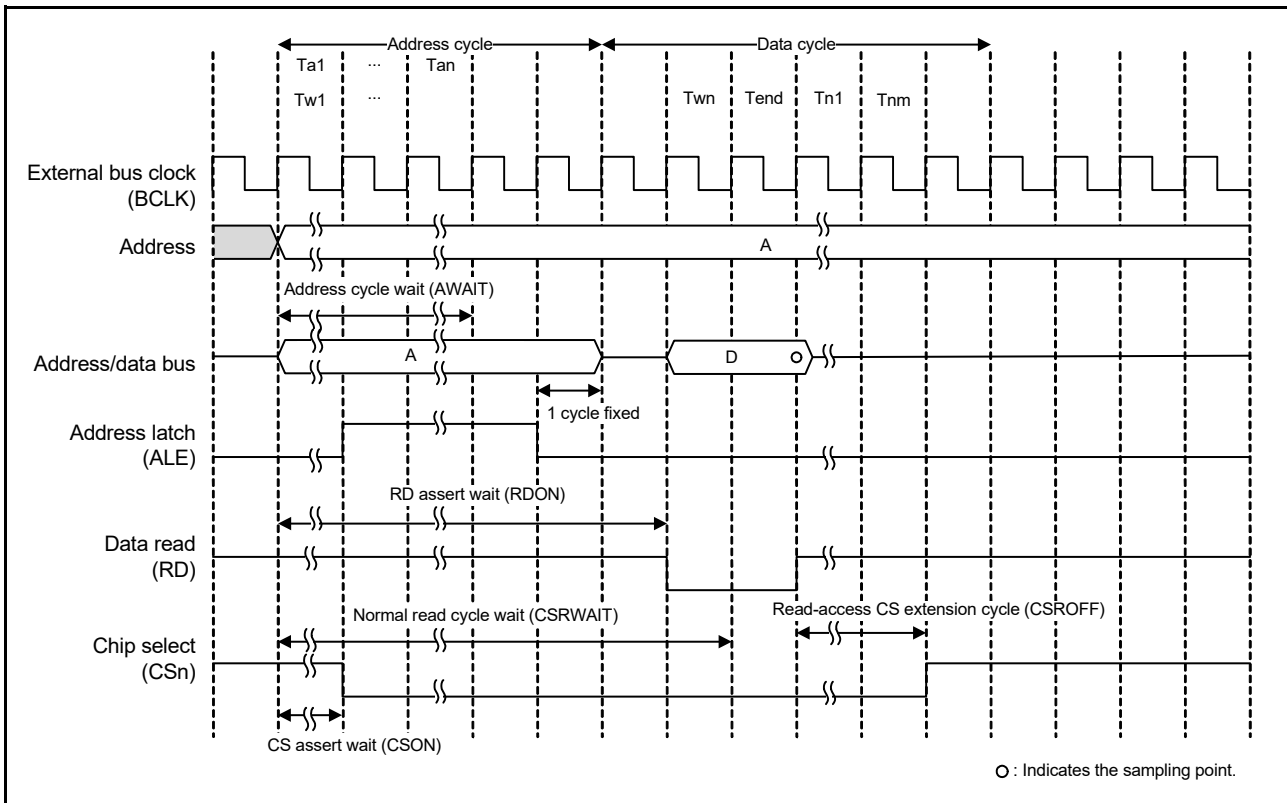 Address cycle
Data cycle
Ta1 ... Tan
Tw1 ...
Twn Tend Tn1 Tnm
External bus clock
(BCLK)
Address
A
Address cycle wait (AWAIT)
Address/data bus
A
D
1 cycle fixed
Address latch
(ALE)
RD assert wait (RDON)
Data read
(RD)
Normal read cycle wait (CSRWAIT)
Read-access CS extension cycle (CSROFF)
Chip select
(CSn)
CS assert wait (CSON)
: Indicates the sampling point.